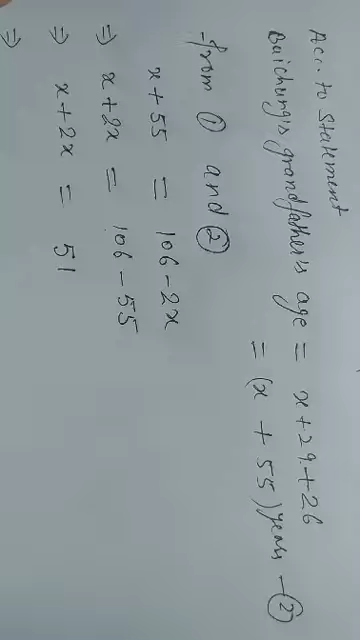 Acc. to statement
Baichung's grandfather's age = x+29+26
= (x + 55) years - ②
from ① and ②
x + 55 = 106 - 2x
⇒ x + 2x = 106 - 55
⇒ x + 2x = 51
⇒